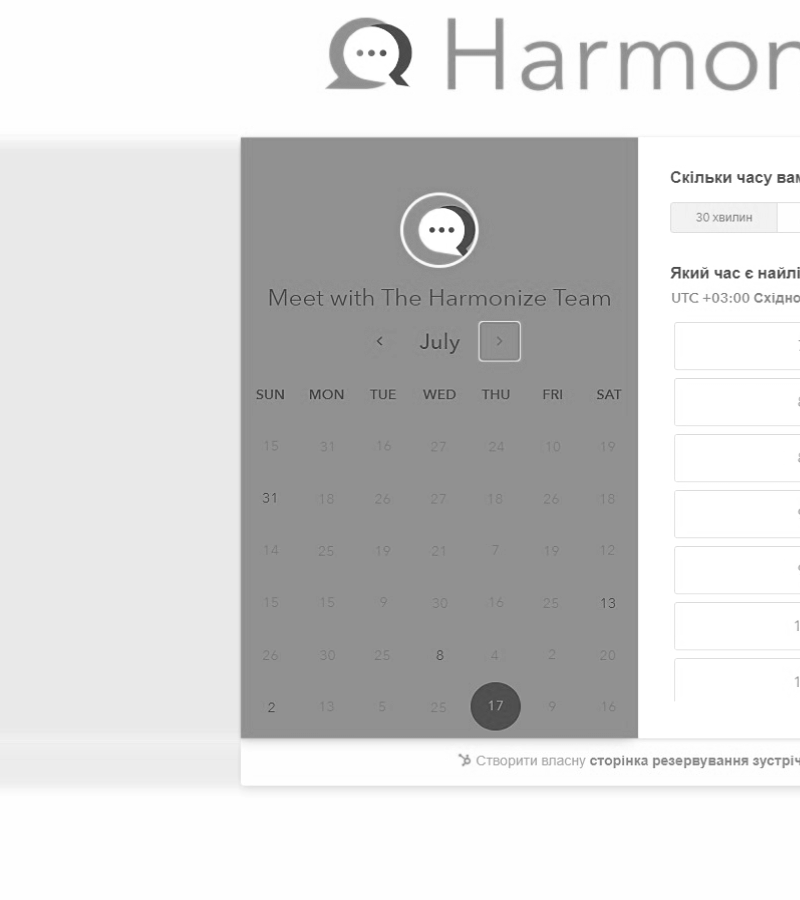 Harmon
Скільки часу вам
30 хвилин
Який час є найлі
UTC +03:00 Східно
Meet with The Harmonize Team
July
SUN MON TUE WED THU FRI SAT
15 31 16 27 24 10 19
31 18 26 27 18 26 18
14 25 19 21 7 19 12
15 15 9 30 16 25 13
26 30 25 8 4 2 20
2 13 5 25 17 9 16
Створити власну сторінка резервування зустріч